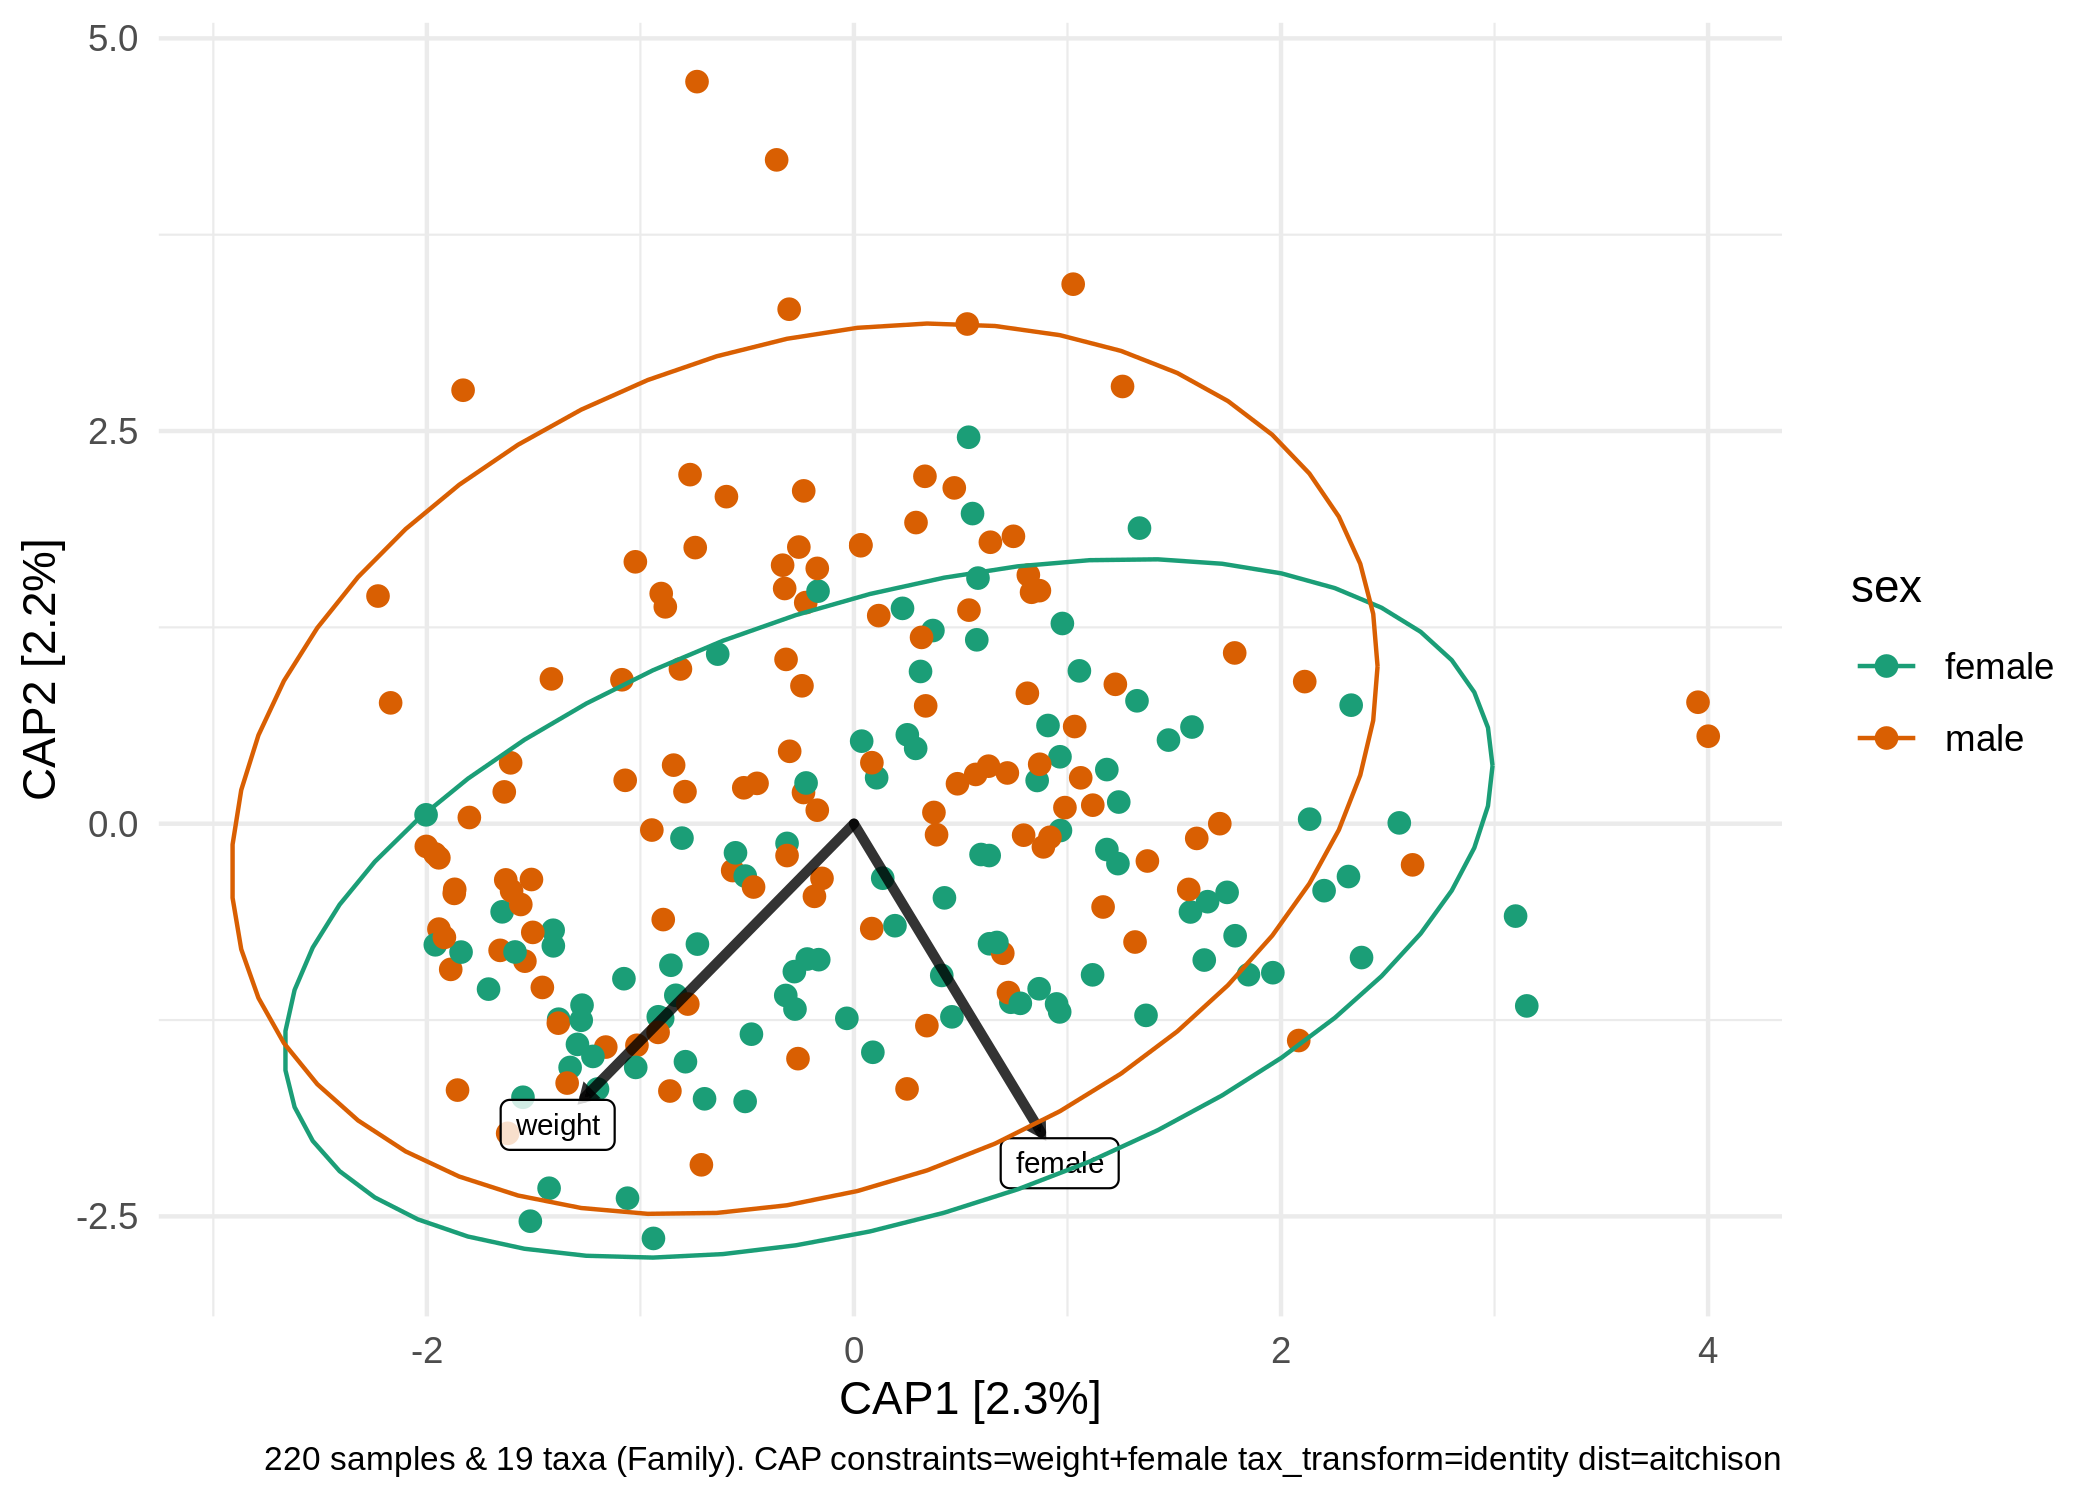 5.0
2.5
0.0
-2.5
CAP2 [2.2%]
weight
female
-2
0
2
4
CAP1 [2.3%]
sex
female
male
220 samples & 19 taxa (Family). CAP constraints=weight+female tax_transform=identity dist=aitchison